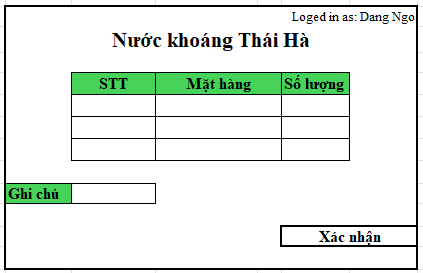 Loged in as: Dang Ngo
Nước khoáng Thái Hà
STT Mặt hàng Số lượng
Ghi chú
Xác nhận